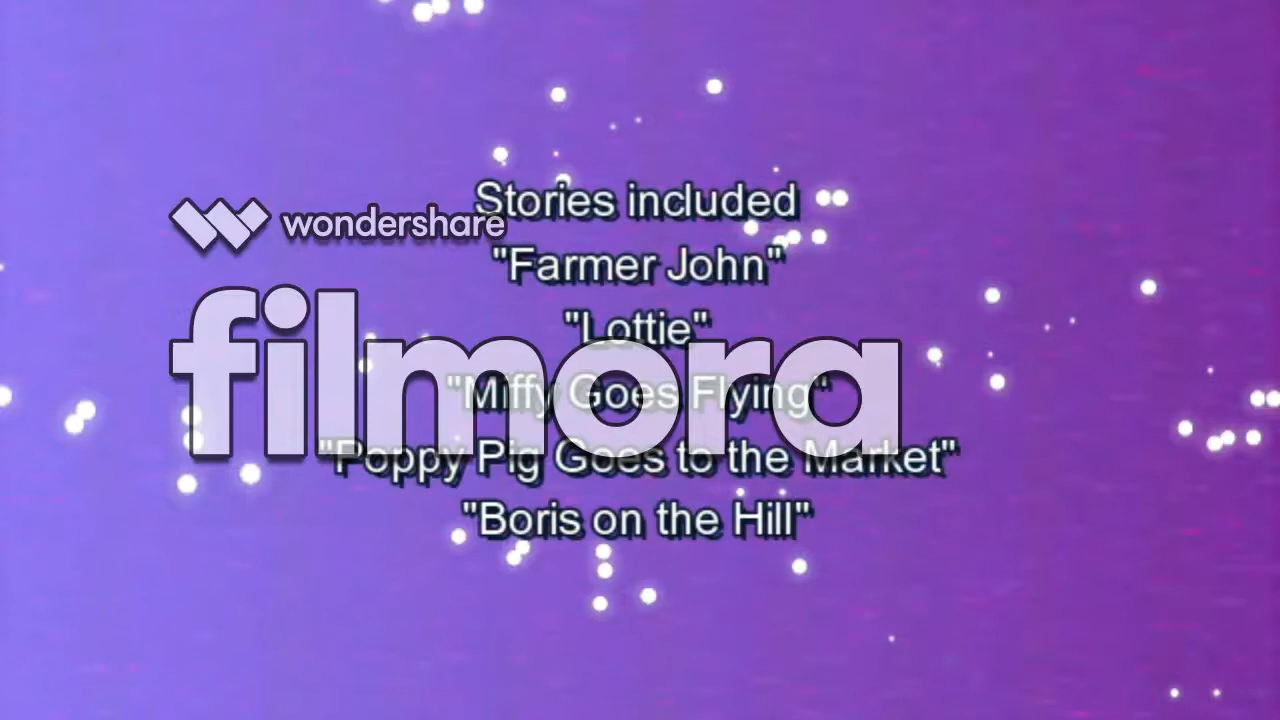 Stories included
wondershare
"Farmer John"
"Lottie"
filmora
"Miffy Goes Flying"
"Poppy Pig Goes to the Market"
"Boris on the Hill"